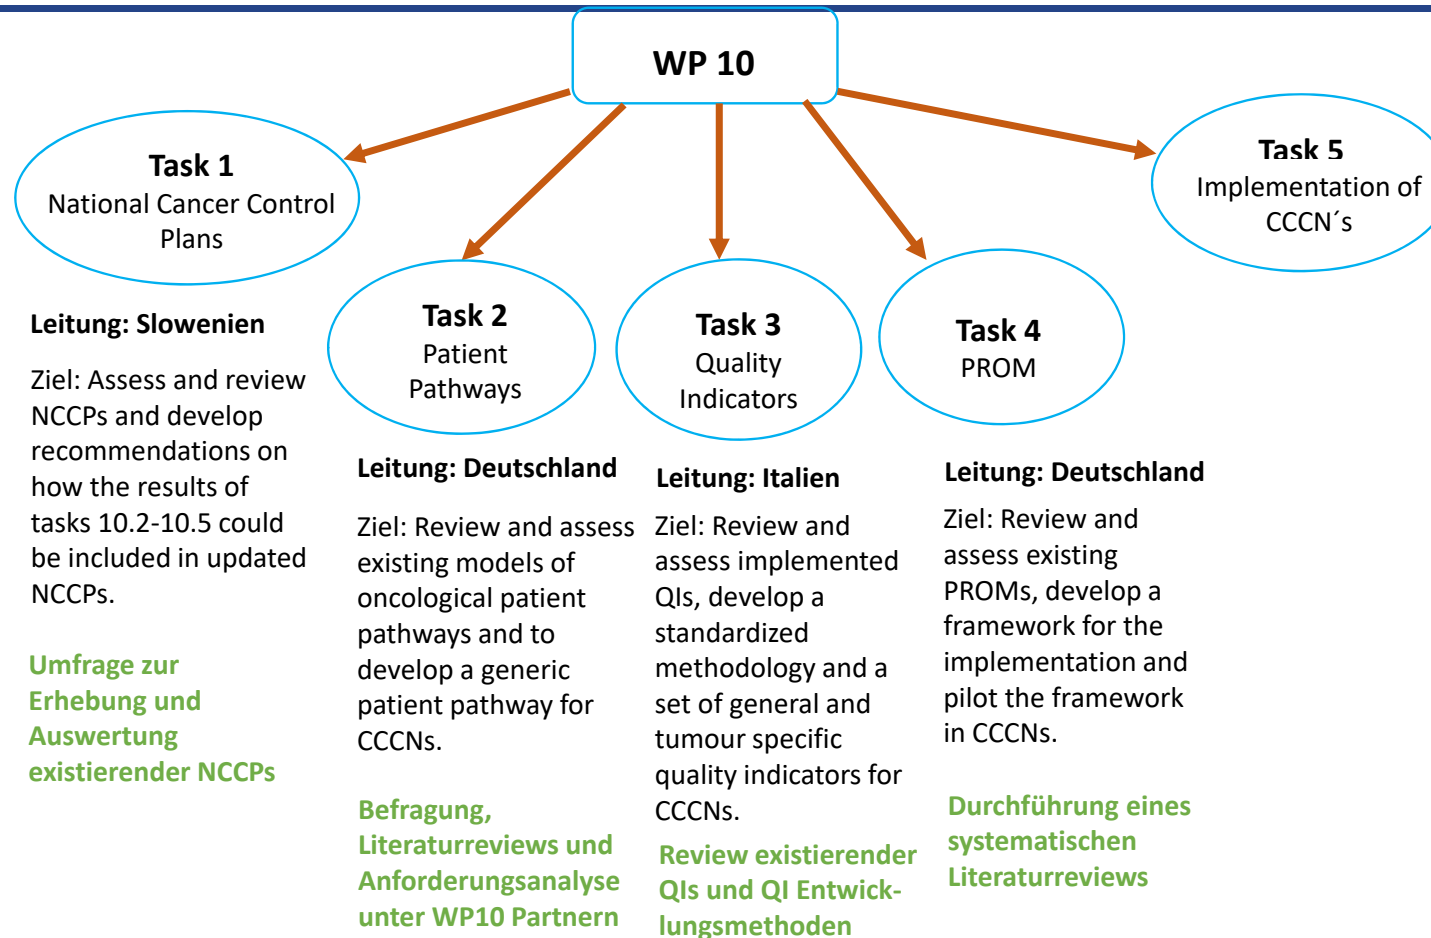 WP 10
Task 1
National Cancer Control
Plans
Task 2
Patient
Pathways
Task 3
Quality
Indicators
Task 4
PROM
Task 5
Implementation of
CCCN´s
Leitung: Slowenien
Ziel: Assess and review
NCCPs and develop
recommendations on
how the results of
tasks 10.2-10.5 could
be included in updated
NCCPs.
Umfrage zur
Erhebung und
Auswertung
existierender NCCPs
Leitung: Deutschland
Ziel: Review and assess
existing models of
oncological patient
pathways and to
develop a generic
patient pathway for
CCCNs.
Befragung,
Literaturreviews und
Anforderungsanalyse
unter WP10 Partnern
Leitung: Italien
Ziel: Review and
assess implemented
QIs, develop a
standardized
methodology and a
set of general and
tumour specific
quality indicators for
CCCNs.
Review existierender
QIs und QI Entwick-
lungsmethoden
Leitung: Deutschland
Ziel: Review and
assess existing
PROMs, develop a
framework for the
implementation and
pilot the framework
in CCCNs.
Durchführung eines
systematischen
Literaturreviews